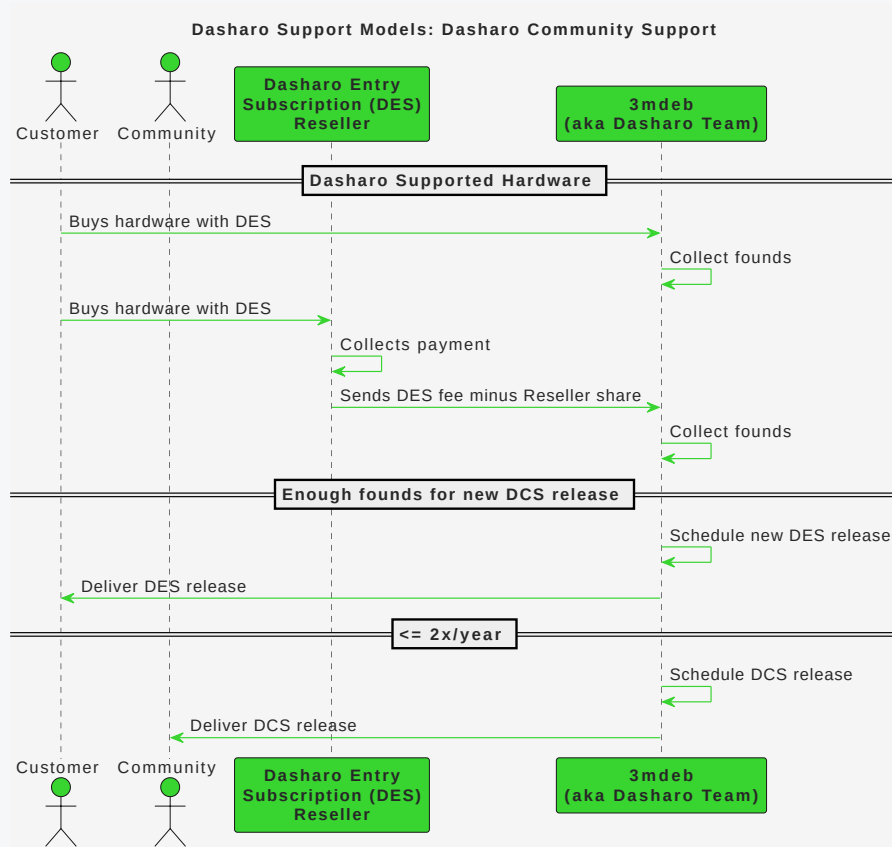 Dasharo Support Models: Dasharo Community Support
Customer
Community
Dasharo Entry
Subscription (DES)
Reseller
3mdeb
(aka Dasharo Team)
Dasharo Supported Hardware
Buys hardware with DES
Collect founds
Buys hardware with DES
Collects payment
Sends DES fee minus Reseller share
Collect founds
Enough founds for new DCS release
Schedule new DES release
Deliver DES release
<= 2x/year
Schedule DCS release
Deliver DCS release
Customer
Community
Dasharo Entry
Subscription (DES)
Reseller
3mdeb
(aka Dasharo Team)